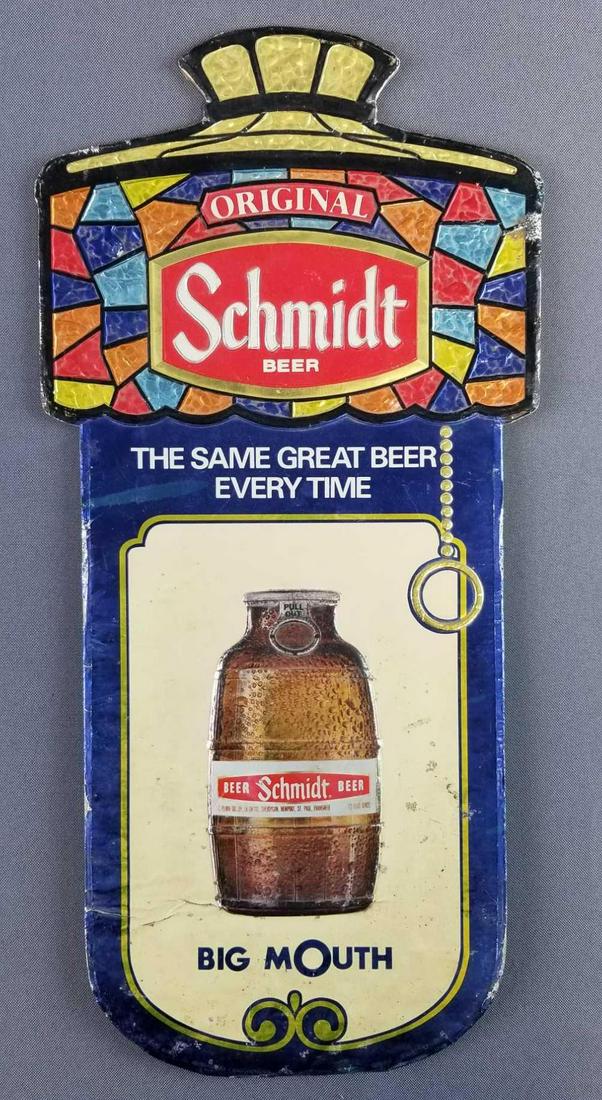 ORIGINAL
Schmidt
BEER
THE SAME GREAT BEER
EVERY TIME
PULL
OUT
BEER Schmidt BEER
BIG MOUTH